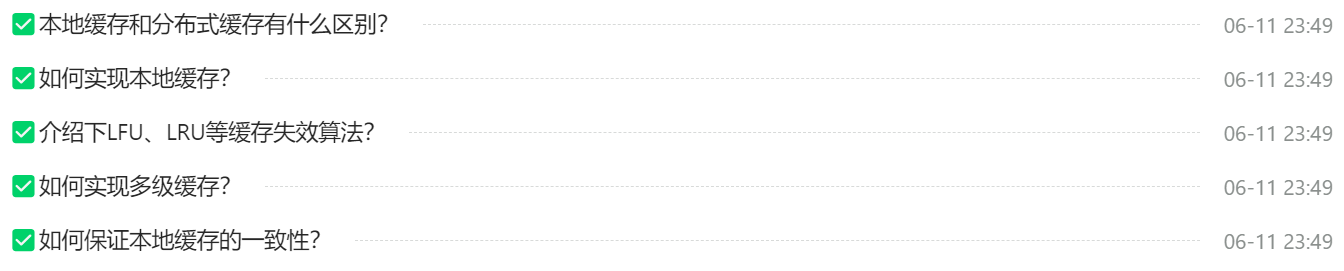 本地缓存和分布式缓存有什么区别？ 06-11 23:49
如何实现本地缓存？ 06-11 23:49
介绍下LFU、LRU等缓存失效算法？ 06-11 23:49
如何实现多级缓存？ 06-11 23:49
如何保证本地缓存的一致性？ 06-11 23:49